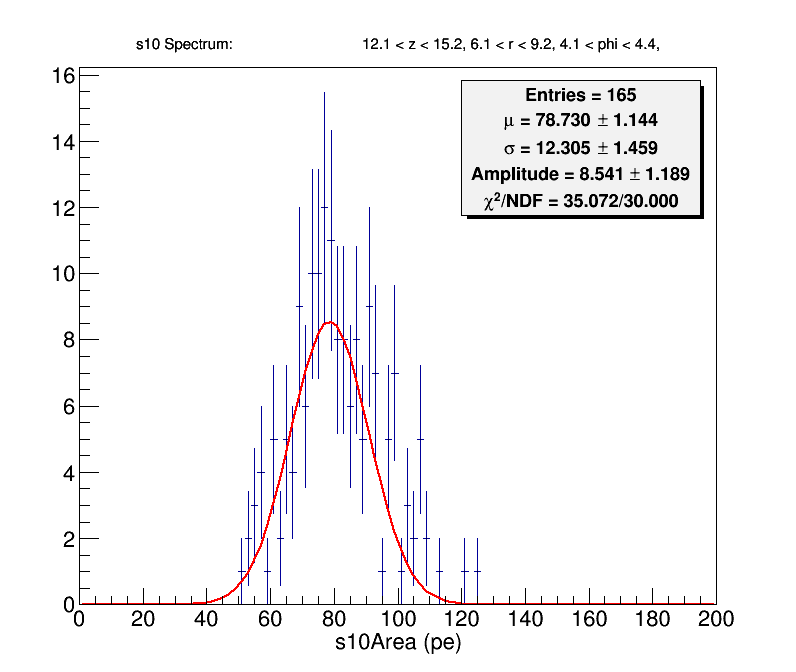 s10 Spectrum: 12.1 < z < 15.2, 6.1 < r < 9.2, 4.1 < phi < 4.4,
Entries = 165
μ = 78.730 ± 1.144
σ = 12.305 ± 1.459
Amplitude = 8.541 ± 1.189
χ²/NDF = 35.072/30.000
16
14
12
10
8
6
4
2
0
0 20 40 60 80 100 120 140 160 180 200
s10Area (pe)